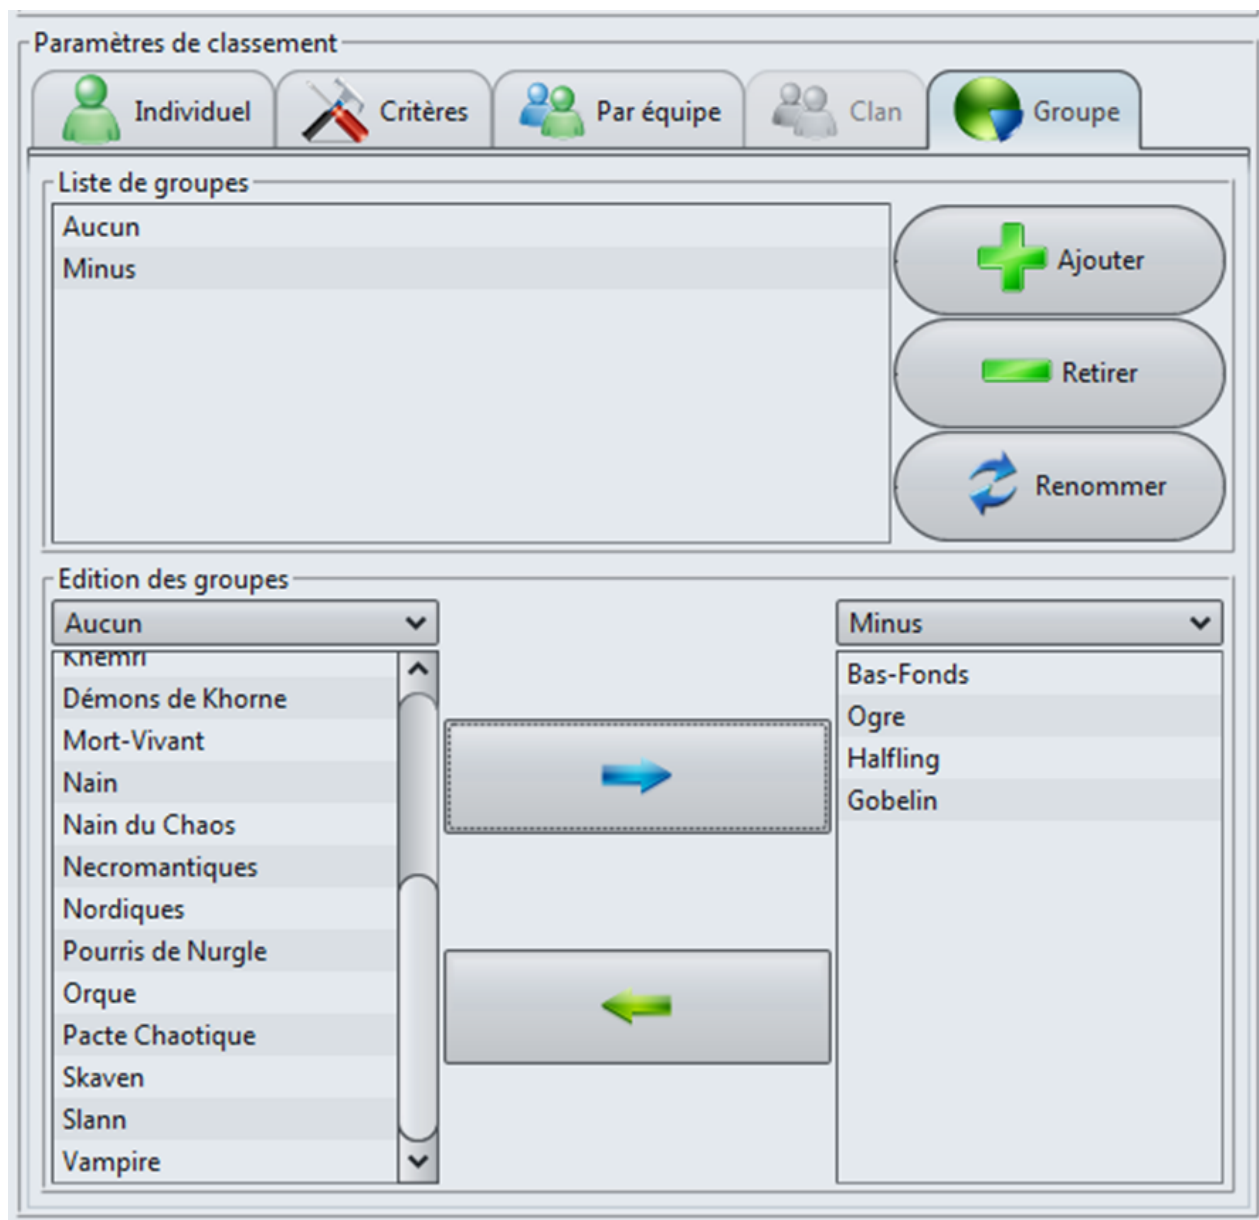 Paramètres de classement
Individuel Critères Par équipe Clan Groupe
Liste de groupes
Aucun
Minus
Ajouter
Retirer
Renommer
Edition des groupes
Aucun
Khemri
Démons de Khorne
Mort-Vivant
Nain
Nain du Chaos
Necromantiques
Nordiques
Pourris de Nurgle
Orque
Pacte Chaotique
Skaven
Slann
Vampire
Minus
Bas-Fonds
Ogre
Halfling
Gobelin